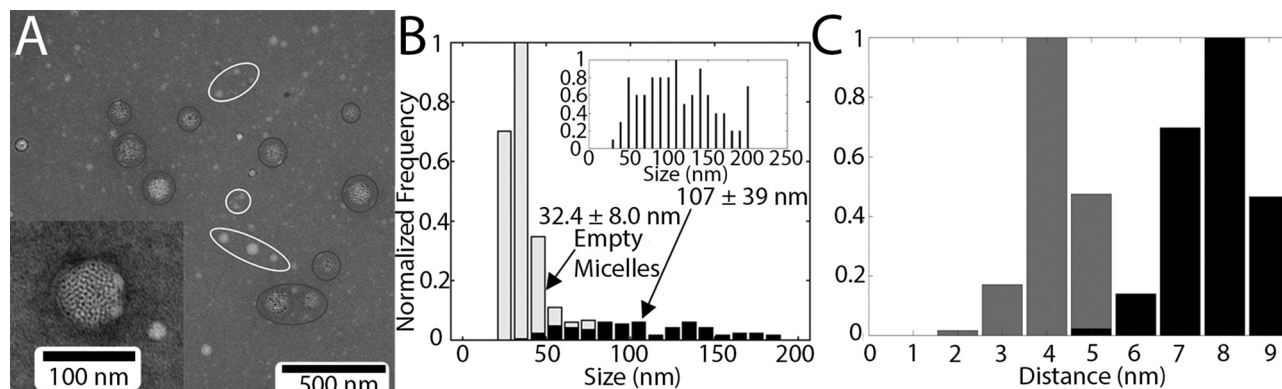 A
100 nm
500 nm
B
Normalized Frequency
1
0.8
0.6
0.4
0.2
0
0 50 100 150 200
Size (nm)
1
0.8
0.6
0.4
0.2
0
0 50 100 150 200 250
Size (nm)
107 ± 39 nm
32.4 ± 8.0 nm
Empty
Micelles
C
1
0.8
0.6
0.4
0.2
0
0 1 2 3 4 5 6 7 8 9
Distance (nm)